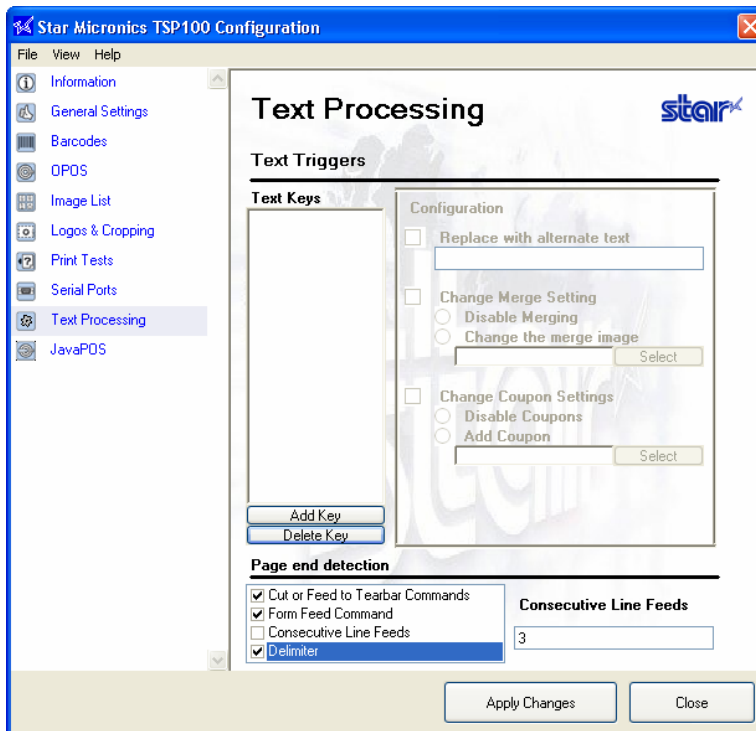 Star Micronics TSP100 Configuration
File View Help
Information
General Settings
Barcodes
OPOS
Image List
Logos & Cropping
Print Tests
Serial Ports
Text Processing
JavaPOS
Text Processing
star
Text Triggers
Text Keys
Configuration
Replace with alternate text
Change Merge Setting
Disable Merging
Change the merge image
Select
Change Coupon Settings
Disable Coupons
Add Coupon
Select
Add Key
Delete Key
Page end detection
Cut or Feed to Tearbar Commands
Form Feed Command
Consecutive Line Feeds
Delimiter
Consecutive Line Feeds
3
Apply Changes
Close